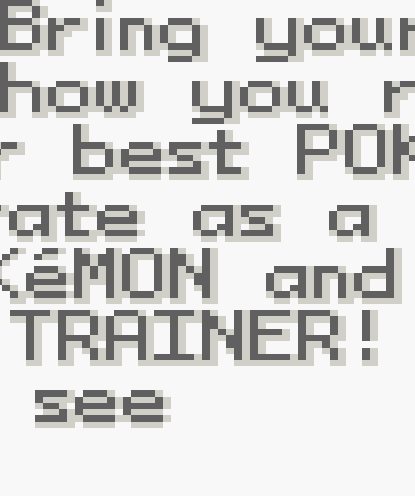 Bring your
how you r
r best POK
rate as a
KéMON and
TRAINER!
see